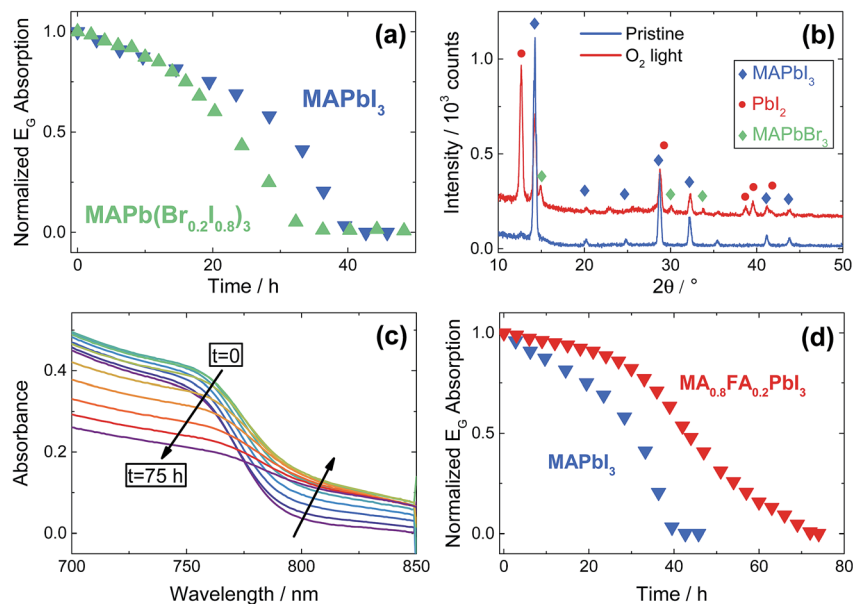 (a)
Normalized E_G Absorption
1.0
0.5
0.0
MAPbI₃
MAPb(Br₀.₂I₀.₈)₃
0
20
40
Time / h
(b)
Intensity / 10³ counts
1.0
0.5
0.0
Pristine
O₂ light
MAPbI₃
PbI₂
MAPbBr₃
10
20
30
40
50
2θ / °
(c)
Absorbance
0.4
0.2
0.0
t=0
t=75 h
700
750
800
850
Wavelength / nm
(d)
Normalized E_G Absorption
1.0
0.5
0.0
MA₀.₈FA₀.₂PbI₃
MAPbI₃
0
20
40
60
80
Time / h